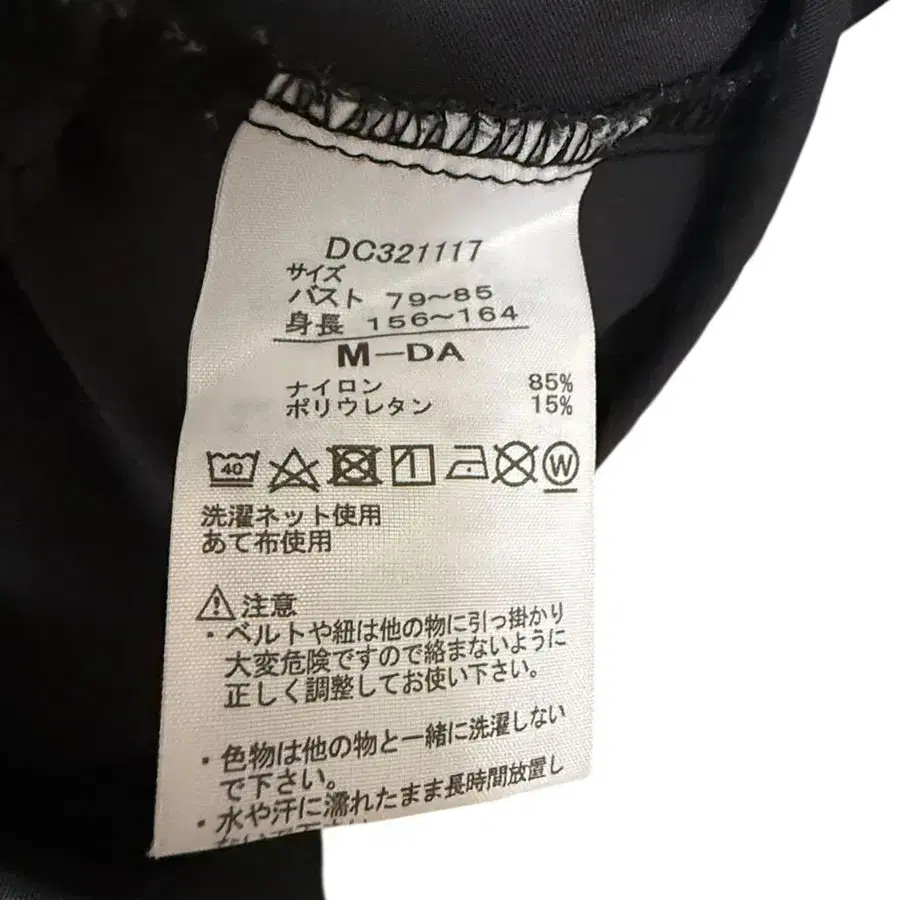 DC321117
サイズ
バスト 79～85
身長 156～164
M－DA
ナイロン 85%
ポリウレタン 15%
40 W
洗濯ネット使用
あて布使用
注意
・ベルトや紐は他の物に引っ掛かり
大変危険ですので絡まないように
正しく調整してお使い下さい。
・色物は他の物と一緒に洗濯しない
で下さい。
・水や汗に濡れたまま長時間放置し